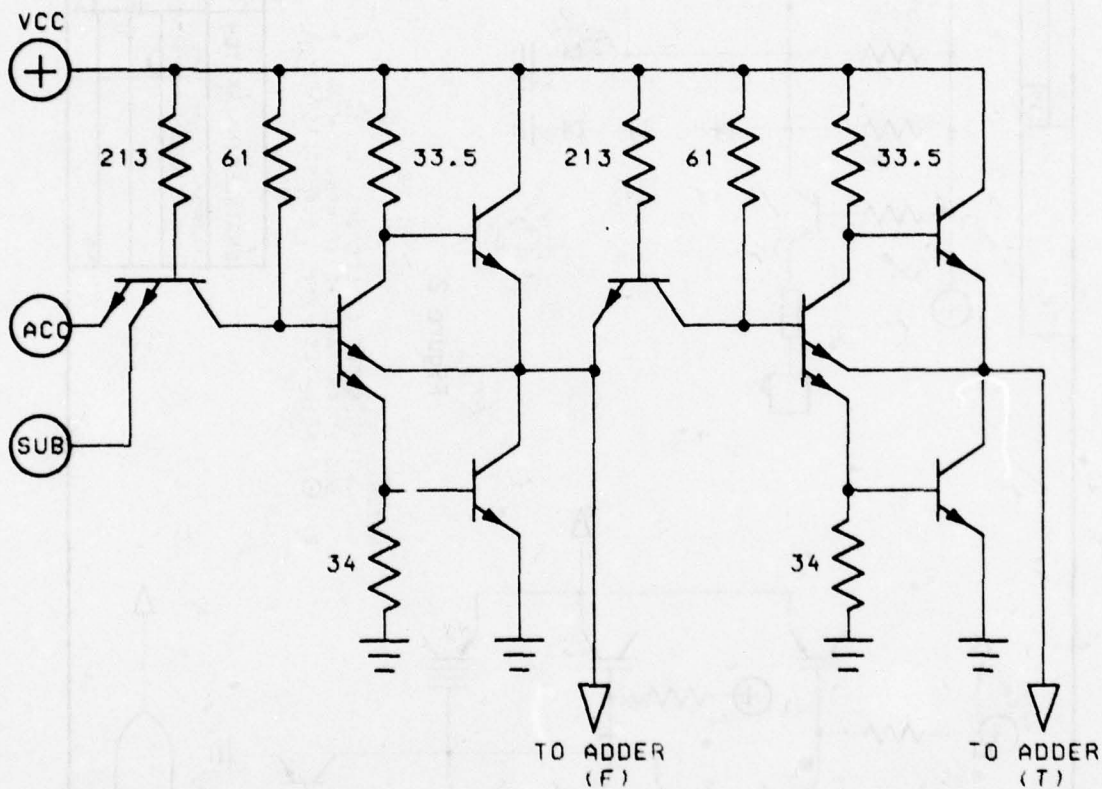 VCC
+
213
61
33.5
213
61
33.5
ACC
SUB
34
34
TO ADDER
(F)
TO ADDER
(T)